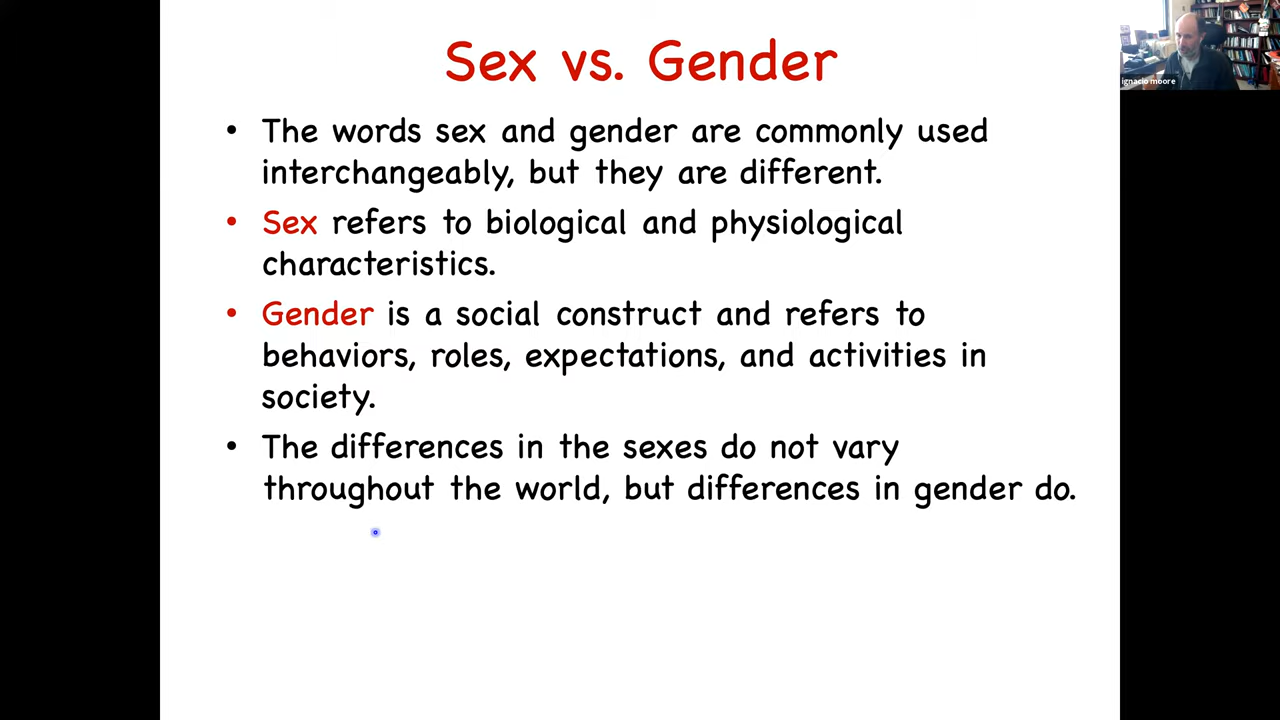 Sex vs. Gender
• The words sex and gender are commonly used
interchangeably, but they are different.
• Sex refers to biological and physiological
characteristics.
• Gender is a social construct and refers to
behaviors, roles, expectations, and activities in
society.
• The differences in the sexes do not vary
throughout the world, but differences in gender do.
ignacio moore